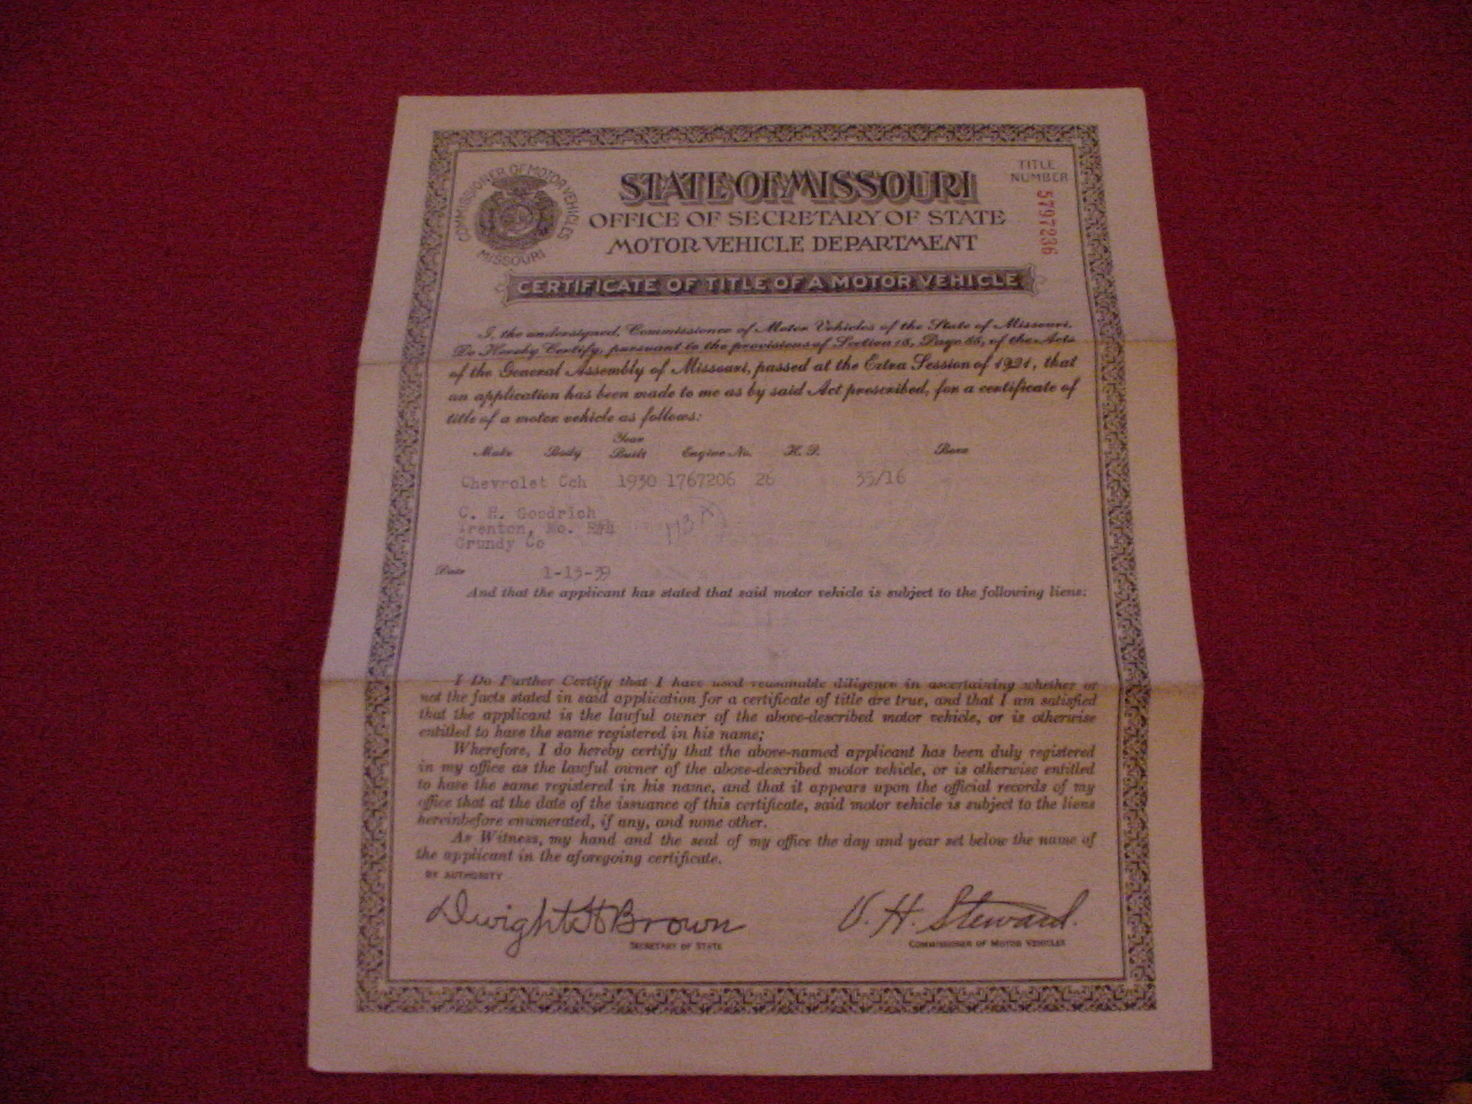 COMMISSIONER OF MOTOR VEHICLES
MISSOURI
STATE OF MISSOURI
OFFICE OF SECRETARY OF STATE
MOTOR VEHICLE DEPARTMENT
TITLE
NUMBER
5797236
CERTIFICATE OF TITLE OF A MOTOR VEHICLE
I, the undersigned, Commissioner of Motor Vehicles of the State of Missouri,
Do Hereby Certify, pursuant to the provisions of Section 18, Page 88, of the Acts
of the General Assembly of Missouri, passed at the Extra Session of 1921, that
an application has been made to me as by said Act prescribed, for a certificate of
title of a motor vehicle as follows:
Make Body Year Built Engine No. H. P. Bore
Chevrolet Cch 1930 1767206 26 35/16
C. H. Goodrich
Trenton, Mo.
Grundy Co
Date 1-13-39
And that the applicant has stated that said motor vehicle is subject to the following liens:
I Do Further Certify that I have used reasonable diligence in ascertaining whether or
not the facts stated in said application for a certificate of title are true, and that I am satisfied
that the applicant is the lawful owner of the above-described motor vehicle, or is otherwise
entitled to have the same registered in his name;
Wherefore, I do hereby certify that the above-named applicant has been duly registered
in my office as the lawful owner of the above-described motor vehicle, or is otherwise entitled
to have the same registered in his name, and that it appears upon the official records of my
office that at the date of the issuance of this certificate, said motor vehicle is subject to the liens
hereinbefore enumerated, if any, and none other.
As Witness, my hand and the seal of my office the day and year set below the name of
the applicant in the aforegoing certificate.
BY AUTHORITY
Dwight H Brown
SECRETARY OF STATE
V. H. Steward.
COMMISSIONER OF MOTOR VEHICLES